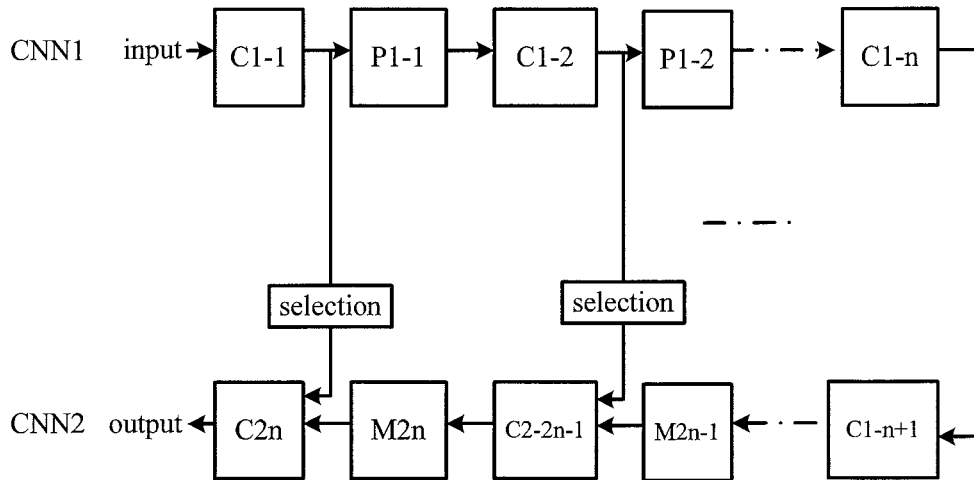 CNN1 input C1-1 P1-1 C1-2 P1-2 C1-n
selection selection
CNN2 output C2n M2n C2-2n-1 M2n-1 C1-n+1